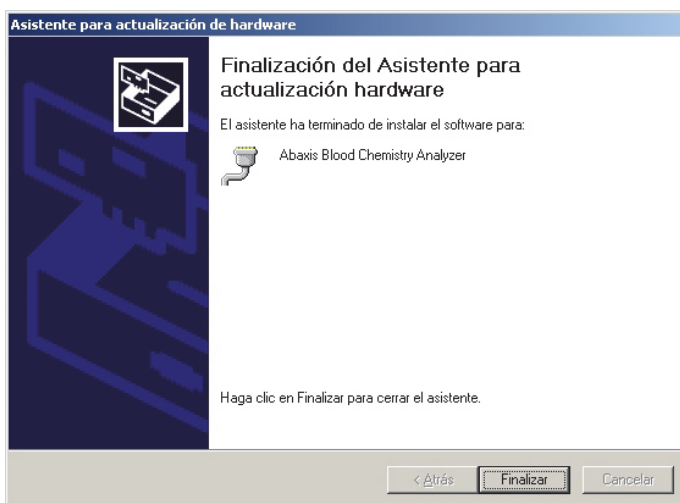 Asistente para actualización de hardware
Finalización del Asistente para
actualización hardware
El asistente ha terminado de instalar el software para:
Abaxis Blood Chemistry Analyzer
Haga clic en Finalizar para cerrar el asistente.
< Atrás Finalizar Cancelar